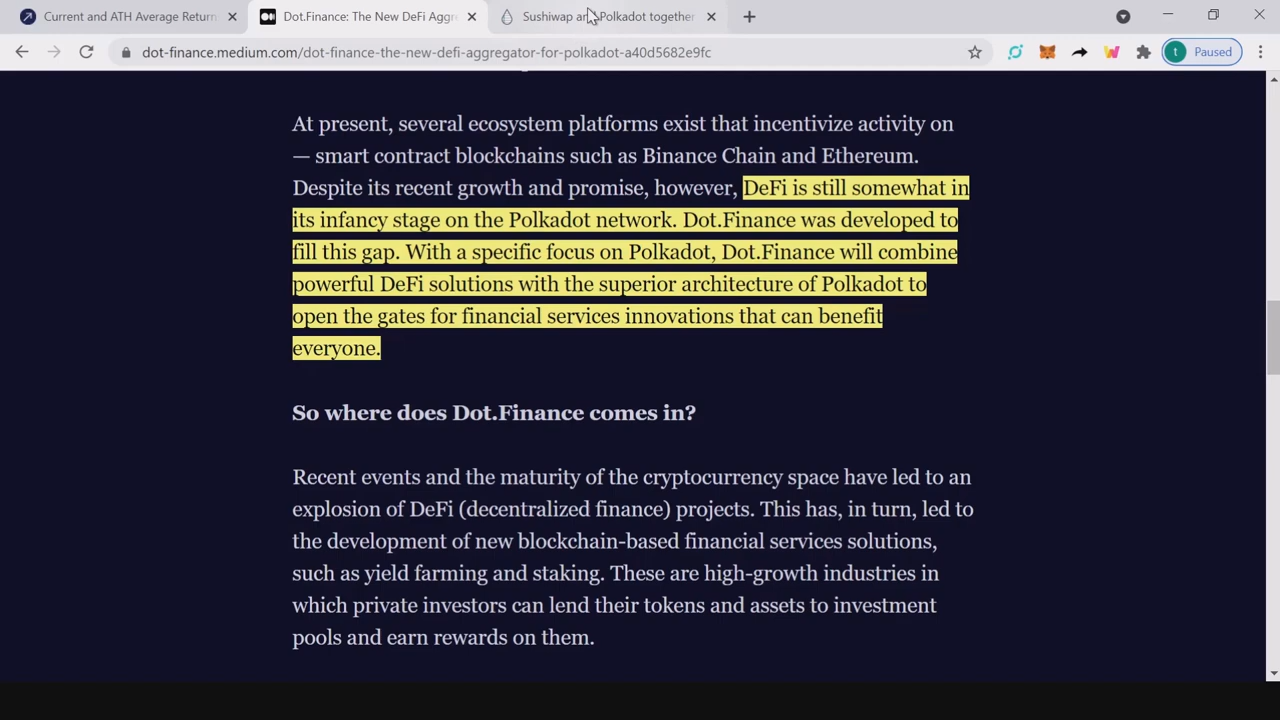 Current and ATH Average Return
Dot.Finance: The New DeFi Aggre
Sushiwap and Polkadot together
dot-finance.medium.com/dot-finance-the-new-defi-aggregator-for-polkadot-a40d5682e9fc
t Paused
At present, several ecosystem platforms exist that incentivize activity on
— smart contract blockchains such as Binance Chain and Ethereum.
Despite its recent growth and promise, however, DeFi is still somewhat in
its infancy stage on the Polkadot network. Dot.Finance was developed to
fill this gap. With a specific focus on Polkadot, Dot.Finance will combine
powerful DeFi solutions with the superior architecture of Polkadot to
open the gates for financial services innovations that can benefit
everyone.
So where does Dot.Finance comes in?
Recent events and the maturity of the cryptocurrency space have led to an
explosion of DeFi (decentralized finance) projects. This has, in turn, led to
the development of new blockchain-based financial services solutions,
such as yield farming and staking. These are high-growth industries in
which private investors can lend their tokens and assets to investment
pools and earn rewards on them.